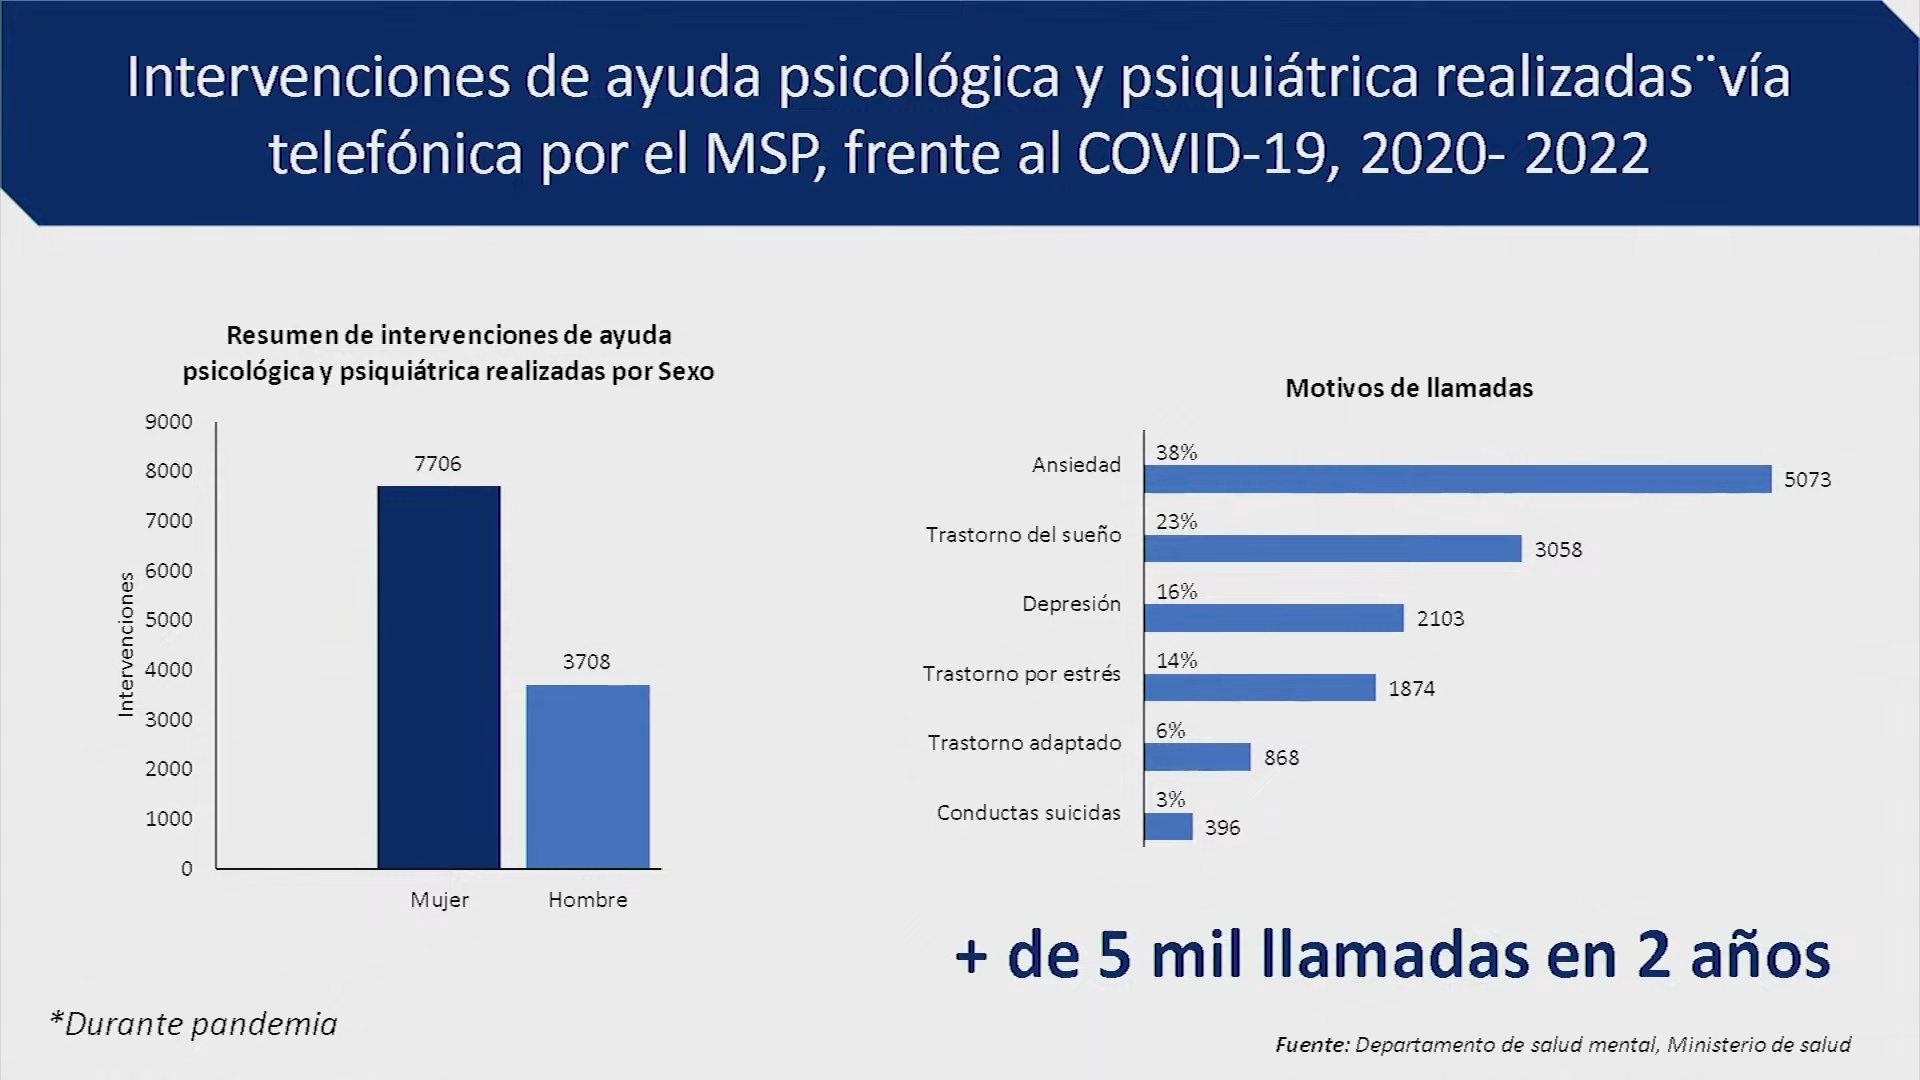 Intervenciones de ayuda psicológica y psiquiátrica realizadas¨vía
telefónica por el MSP, frente al COVID-19, 2020- 2022
Resumen de intervenciones de ayuda
psicológica y psiquiátrica realizadas por Sexo
Intervenciones
9000
8000
7000
6000
5000
4000
3000
2000
1000
0
7706
3708
Mujer
Hombre
Motivos de llamadas
Ansiedad
38%
5073
Trastorno del sueño
23%
3058
Depresión
16%
2103
Trastorno por estrés
14%
1874
Trastorno adaptado
6%
868
Conductas suicidas
3%
396
+ de 5 mil llamadas en 2 años
*Durante pandemia
Fuente: Departamento de salud mental, Ministerio de salud